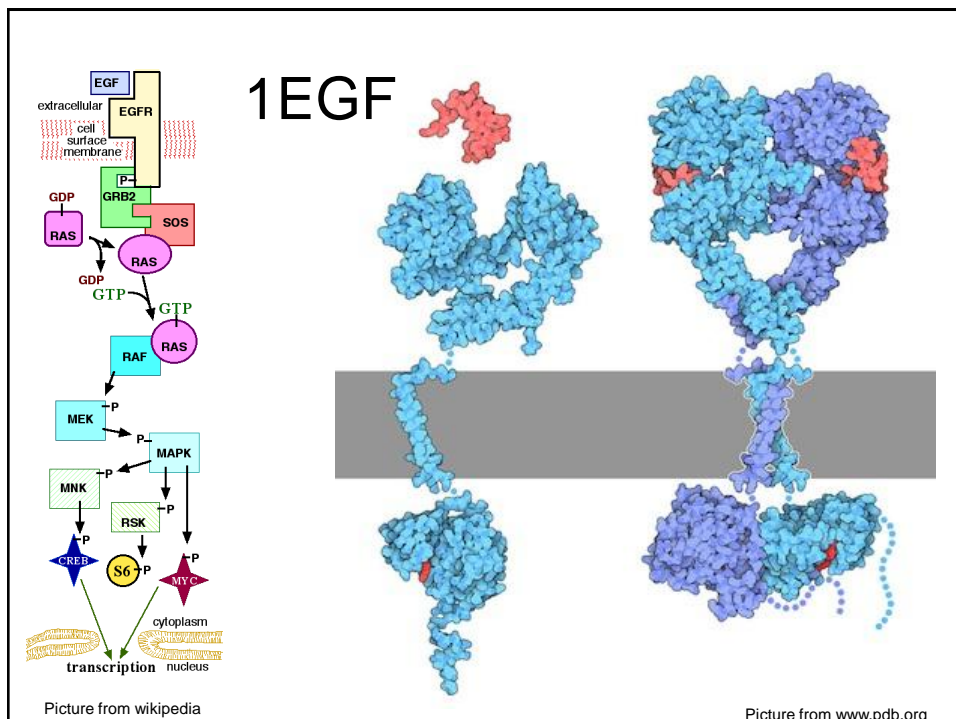 1EGF
EGF
extracellular
EGFR
cell
surface
membrane
P
GRB2
GDP
SOS
RAS
RAS
GDP
GTP
GTP
RAS
RAF
P
MEK
P
MAPK
P
MNK
P
RSK
P
P
CREB
S6
P
MYC
cytoplasm
nucleus
transcription
Picture from wikipedia
Picture from www.pdb.org